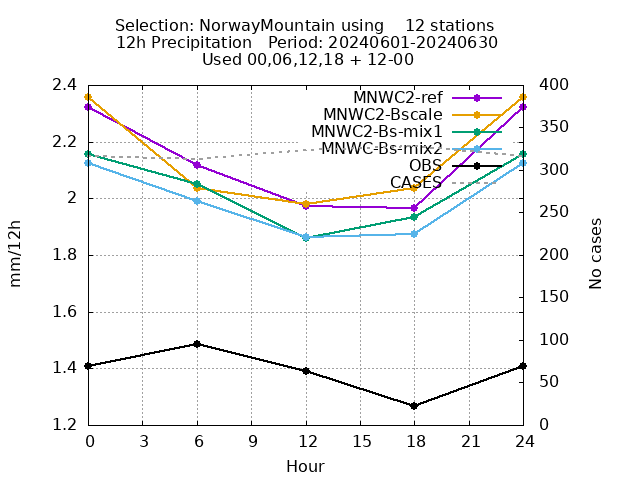 Selection: NorwayMountain using    12 stations
12h Precipitation   Period: 20240601-20240630
Used 00,06,12,18 + 12-00
MNWC2-ref
MNWC2-Bscale
MNWC2-Bs-mix1
MNWC-Bs-mix2
OBS
CASES
2.4
2.2
2
1.8
1.6
1.4
1.2
mm/12h
400
350
300
250
200
150
100
50
0
No cases
0 3 6 9 12 15 18 21 24
Hour